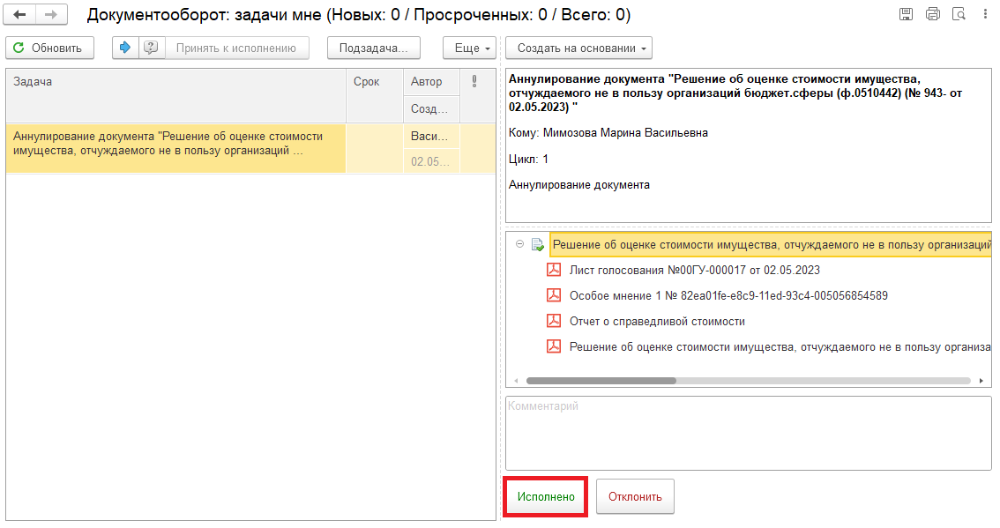 Документооборот: задачи мне (Новых: 0 / Просроченных: 0 / Всего: 0)
Обновить
Принять к исполнению
Подзадача...
Еще
Создать на основании
Задача
Срок
Автор
Созд...
Аннулирование документа "Решение об оценке стоимости
имущества, отчуждаемого не в пользу организаций ...
Васи...
02.05...
Аннулирование документа "Решение об оценке стоимости имущества,
отчуждаемого не в пользу организаций бюджет.сферы (ф.0510442) (№ 943- от
02.05.2023) "
Кому: Мимозова Марина Васильевна
Цикл: 1
Аннулирование документа
Решение об оценке стоимости имущества, отчуждаемого не в пользу организаций
Лист голосования №00ГУ-000017 от 02.05.2023
Особое мнение 1 № 82ea01fe-e8c9-11ed-93c4-005056854589
Отчет о справедливой стоимости
Решение об оценке стоимости имущества, отчуждаемого не в пользу организа
Комментарий
Исполнено
Отклонить